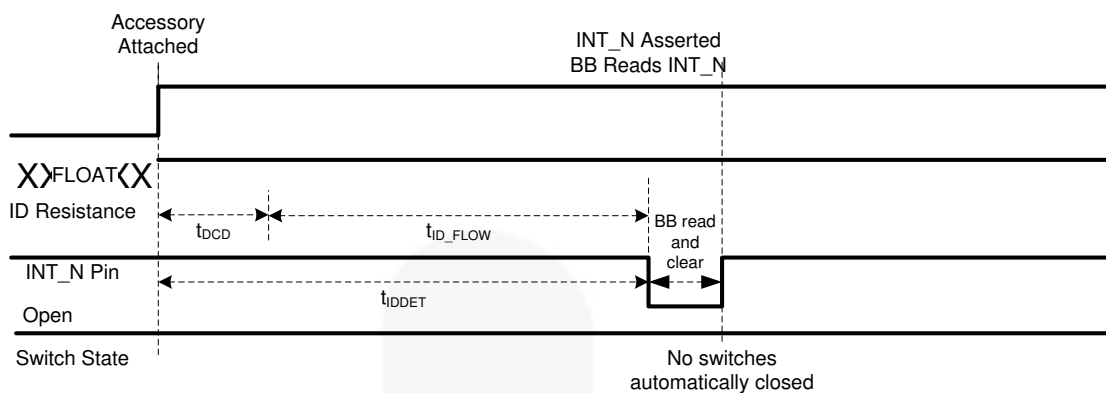 Accessory
Attached
INT_N Asserted
BB Reads INT_N
FLOAT
ID Resistance
tDCD
tID_FLOW
BB read
and
clear
INT_N Pin
tIDDET
Open
Switch State
No switches
automatically closed